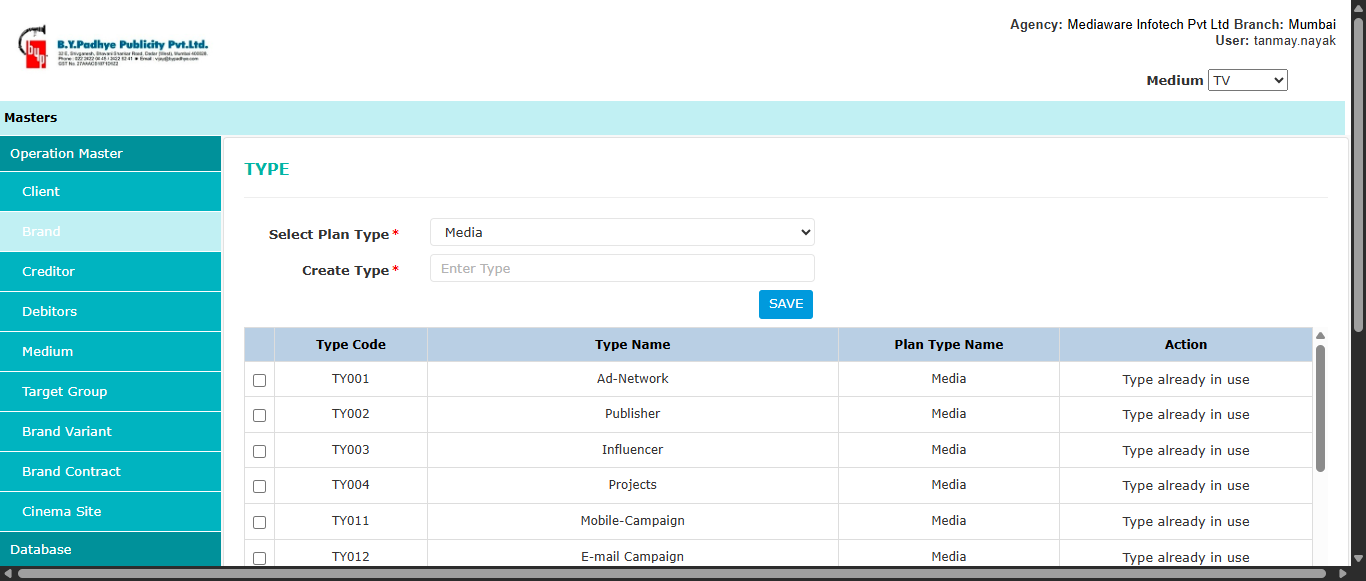 Agency: Mediaware Infotech Pvt Ltd Branch: Mumbai
User: tanmay.nayak
byp
B.Y.Padhye Publicity Pvt.Ltd.
Medium TV
Masters
Operation Master
Client
Brand
Creditor
Debitors
Medium
Target Group
Brand Variant
Brand Contract
Cinema Site
Database
TYPE
Select Plan Type* Media
Create Type* Enter Type
SAVE
Type Code Type Name Plan Type Name Action
TY001 Ad-Network Media Type already in use
TY002 Publisher Media Type already in use
TY003 Influencer Media Type already in use
TY004 Projects Media Type already in use
TY011 Mobile-Campaign Media Type already in use
TY012 E-mail Campaign Media Type already in use